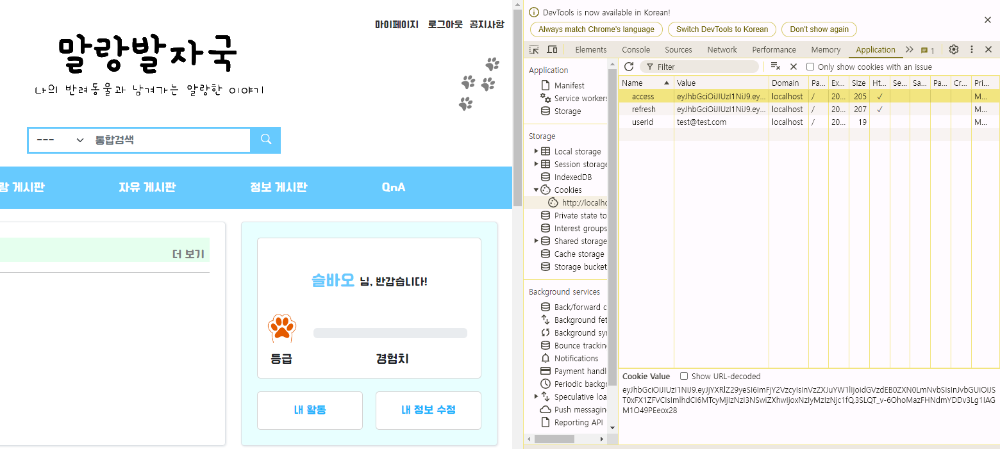 마이페이지 로그아웃 공지사항
말랑발자국
나의 반려동물과 남겨가는 말랑한 이야기
--- 통합검색
랑 게시판 자유 게시판 정보 게시판 QnA
더 보기
슬바오 님, 반갑습니다!
등급 경험치
내 활동 내 정보 수정
DevTools is now available in Korean!
Always match Chrome's language Switch DevTools to Korean Don't show again
Elements Console Sources Network Performance Memory Application 1
Application
Manifest
Service workers
Storage
Storage
Local storage
Session storage
IndexedDB
Cookies
http://localho
Private state to
Interest groups
Shared storage
Cache storage
Storage bucket
Background services
Back/forward c
Background fet
Background syn
Bounce trackin
Notifications
Payment handl
Periodic backgr
Speculative loa
Push messaging
Reporting API
Filter Only show cookies with an issue
Name Value Domain Pa... Ex... Size Ht... Se... Sa... Pa... Cr... Pri...
access eyJhbGciOiJIUzI1NiJ9.ey... localhost / 20... 205 ✓ M...
refresh eyJhbGciOiJIUzI1NiJ9.ey... localhost / 20... 207 ✓ M...
userId test@test.com localhost / 20... 19 M...
Cookie Value Show URL-decoded
eyJhbGciOiJIUzI1NiJ9.eyJjYXRlZ29yeSI6ImFjY2VzcyIsInVzZXJuYW1lIjoidGVzdEB0ZXN0LmNvbSIsInJvbGUiOiJS
T0xFX1ZFVCIsImlhdCI6MTcyMjIzNzI3NSwiZXhwIjoxNzIyMzIzNjc1fQ.3SLQT_v-6OhoMazFHNdmYDDv3Lg1IAG
M1O49PEeox28